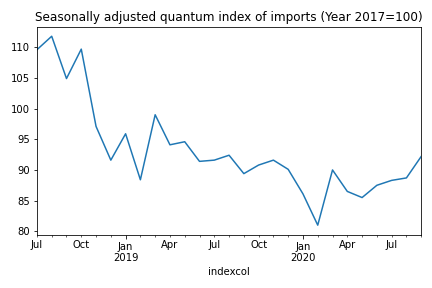 Seasonally adjusted quantum index of imports (Year 2017=100)
110
105
100
95
90
85
80
Jul Oct Jan Apr Jul Oct Jan Apr Jul
2019 2020
indexcol